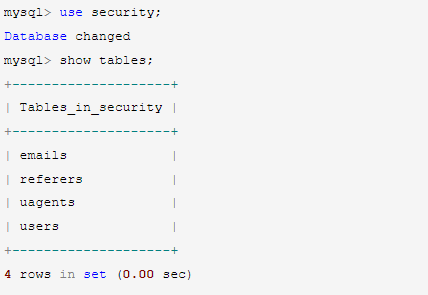 mysql> use security;
Database changed
mysql> show tables;
+--------------------+
| Tables_in_security |
+--------------------+
| emails             |
| referers           |
| uagents            |
| users              |
+--------------------+
4 rows in set (0.00 sec)